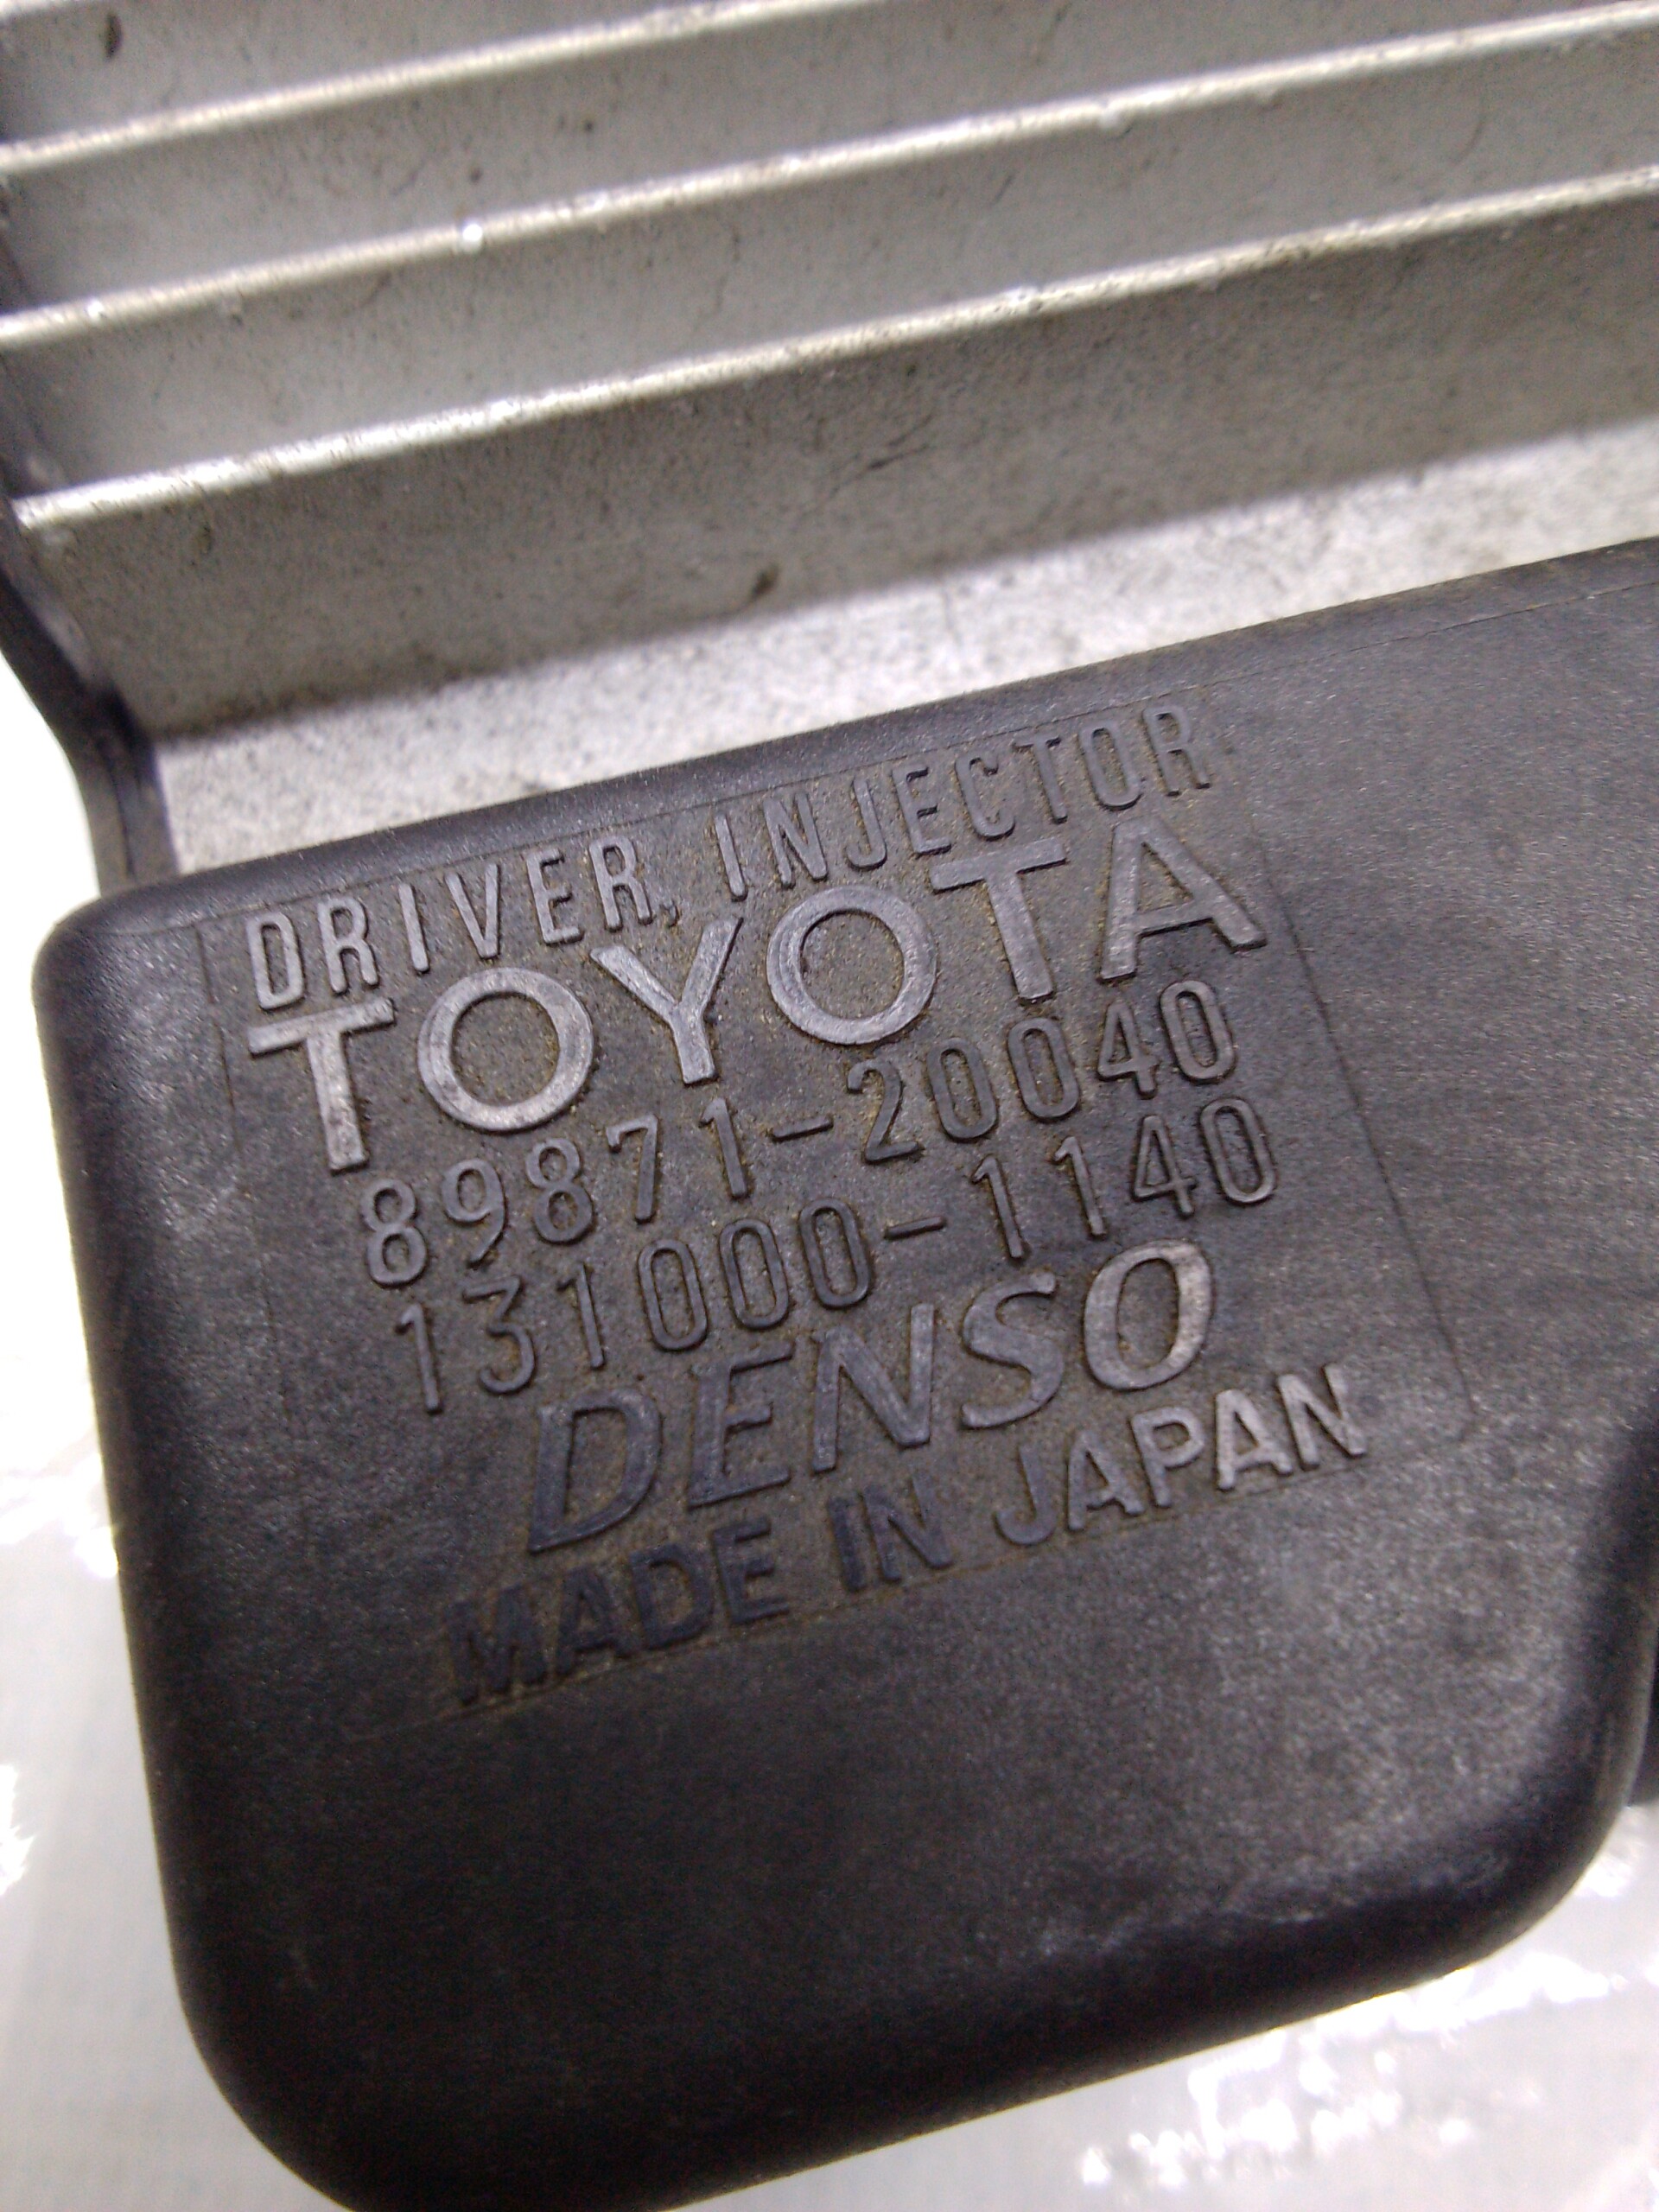 DRIVER, INJECTOR
TOYOTA
89871-20040
131000-1140
DENSO
MADE IN JAPAN